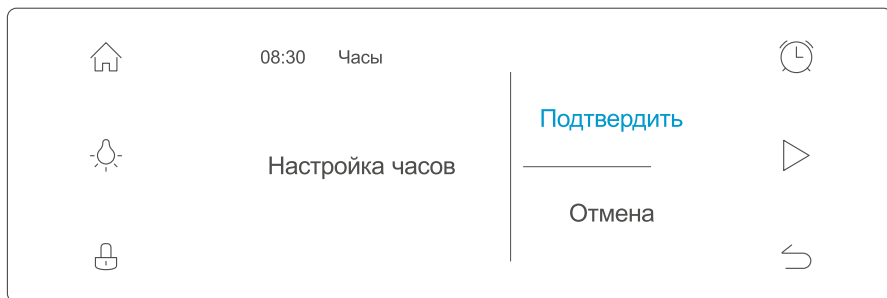 08:30 Часы
Подтвердить
Настройка часов
Отмена